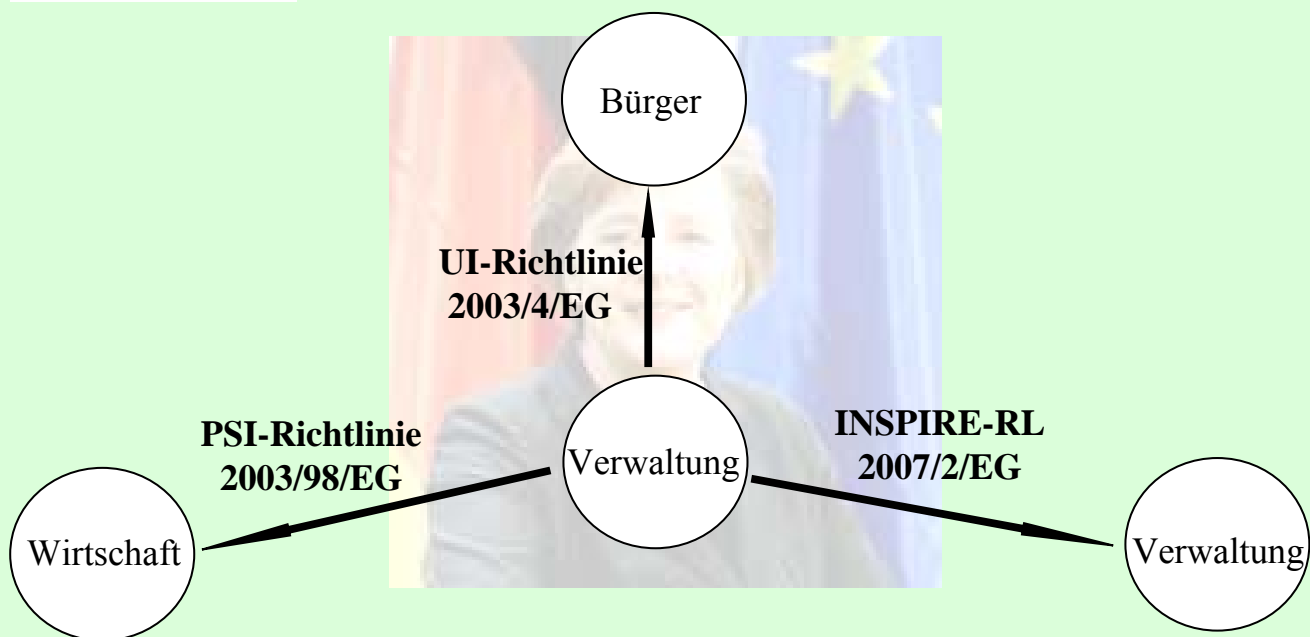 Bürger
UI-Richtlinie
2003/4/EG
PSI-Richtlinie
2003/98/EG
Verwaltung
INSPIRE-RL
2007/2/EG
Wirtschaft
Verwaltung